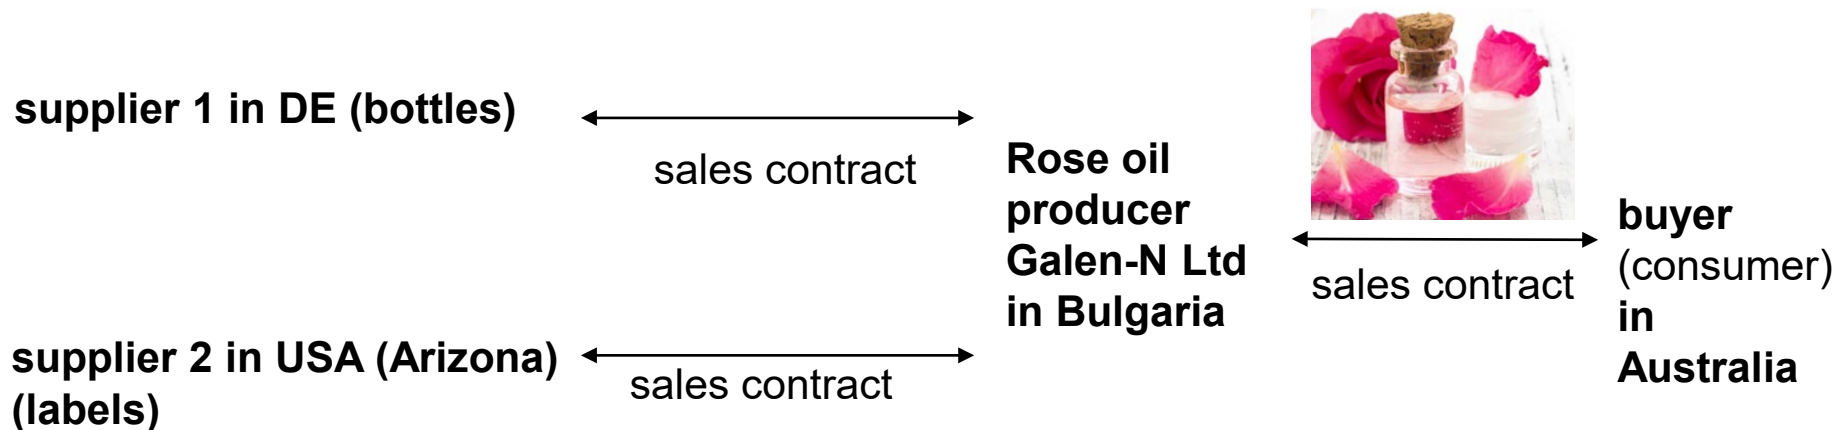 supplier 1 in DE (bottles)
sales contract
supplier 2 in USA (Arizona)
(labels)
sales contract
Rose oil
producer
Galen-N Ltd
in Bulgaria
sales contract
buyer
(consumer)
in
Australia